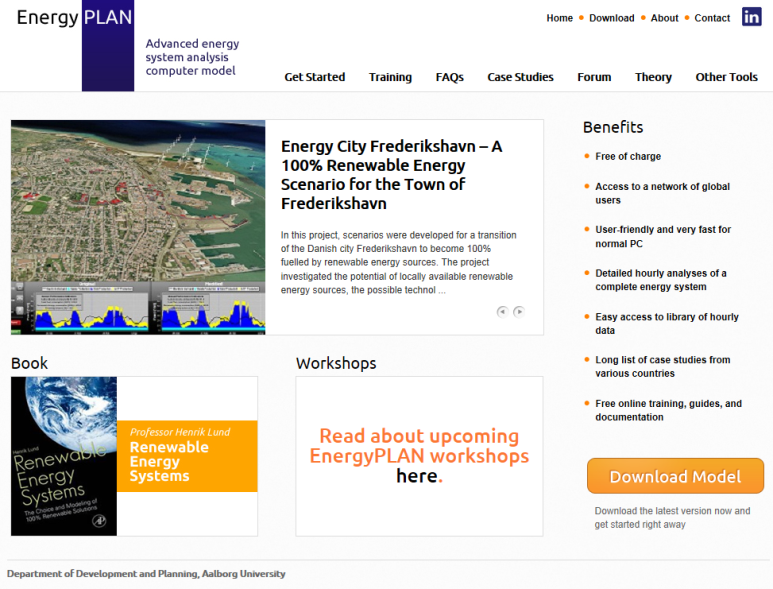 Energy PLAN
Advanced energy
system analysis
computer model
Home • Download • About • Contact
in
Get Started Training FAQs Case Studies Forum Theory Other Tools
Energy City Frederikshavn – A
100% Renewable Energy
Scenario for the Town of
Frederikshavn
In this project, scenarios were developed for a transition
of the Danish city Frederikshavn to become 100%
fuelled by renewable energy sources. The project
investigated the potential of locally available renewable
energy sources, the possible technol ...
Book
Henrik Lund
Renewable
Energy
Systems
The Choice and Modeling of
100% Renewable Solutions
Professor Henrik Lund
Renewable
Energy
Systems
Workshops
Read about upcoming
EnergyPLAN workshops
here.
Benefits
• Free of charge
• Access to a network of global
users
• User-friendly and very fast for
normal PC
• Detailed hourly analyses of a
complete energy system
• Easy access to library of hourly
data
• Long list of case studies from
various countries
• Free online training, guides, and
documentation
Download Model
Download the latest version now and
get started right away
Department of Development and Planning, Aalborg University